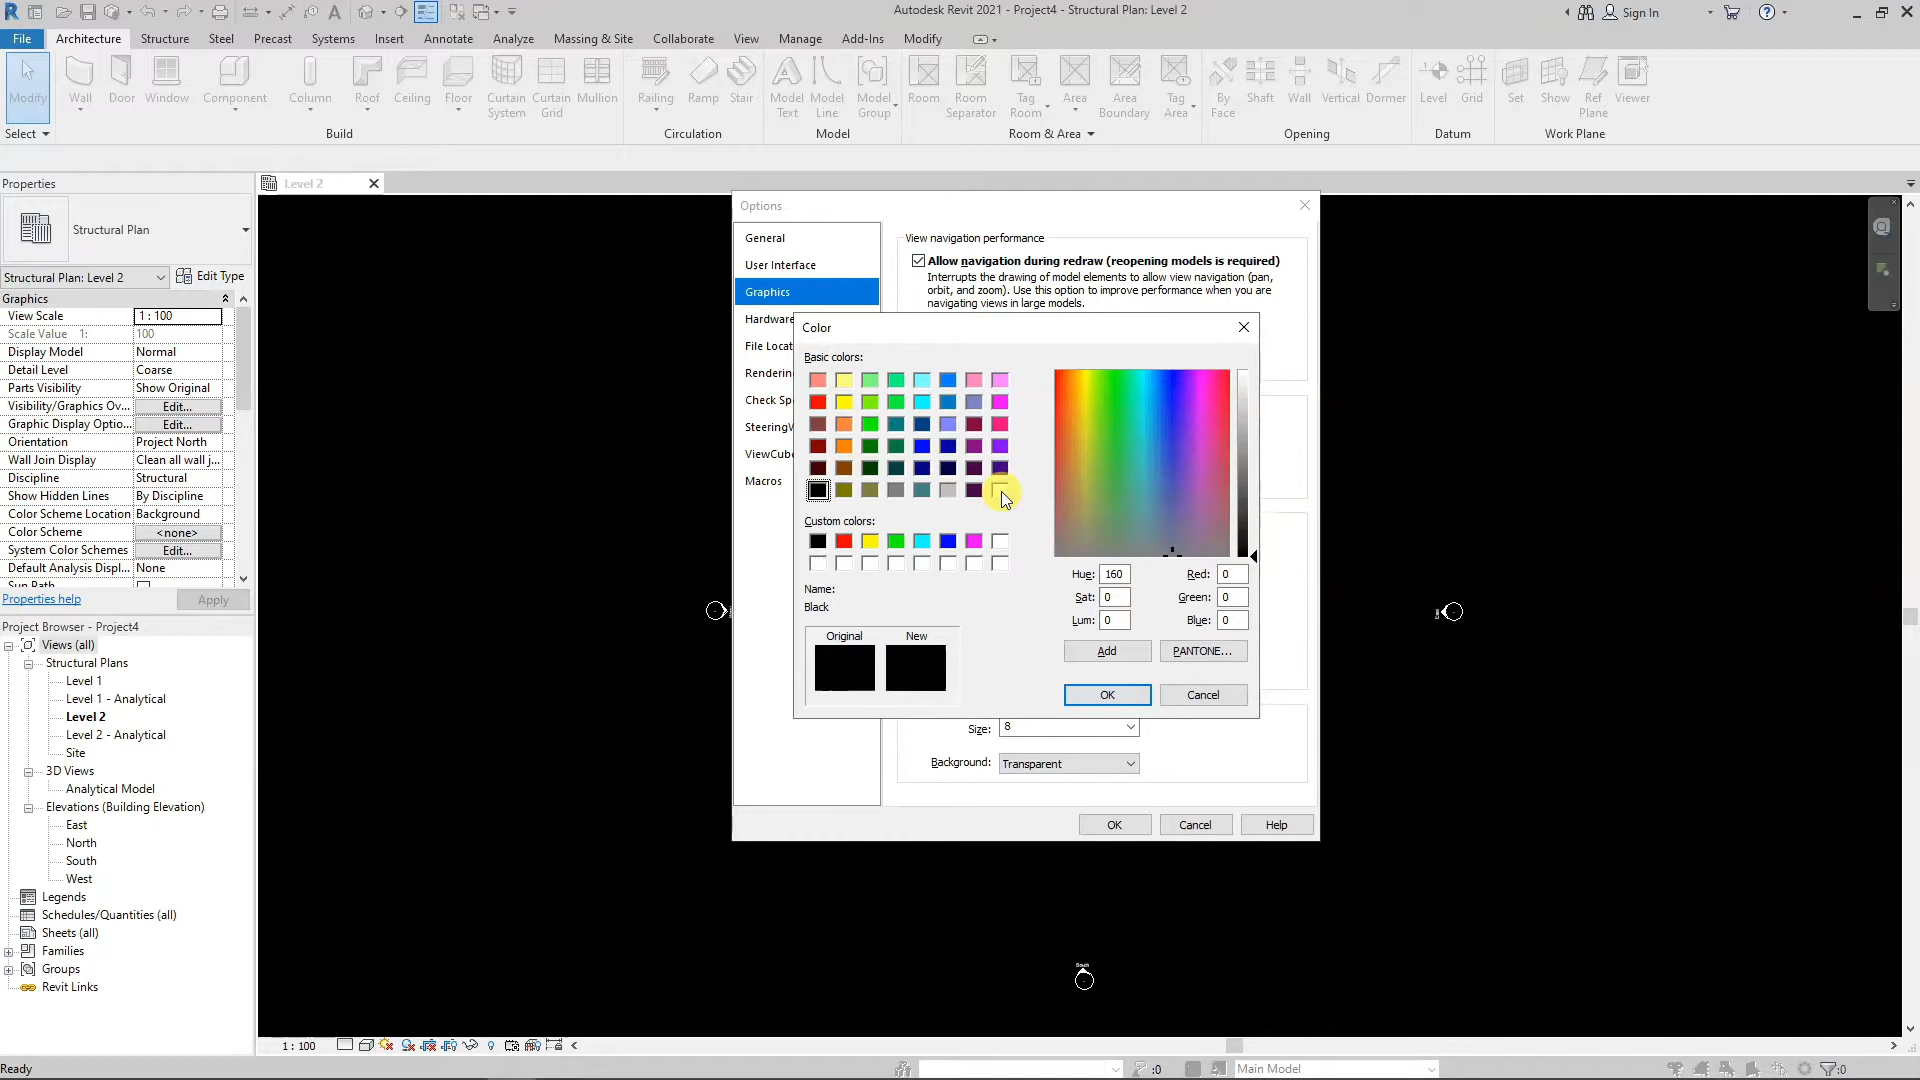 Autodesk Revit 2021 - Project4 - Structural Plan: Level 2
Sign In
File Architecture Structure Steel Precast Systems Insert Annotate Analyze Massing & Site Collaborate View Manage Add-Ins Modify
Modify Wall Door Window Component Column Roof Ceiling Floor Curtain System Curtain Grid Mullion Railing Ramp Stair Model Text Model Line Model Group Room Room Separator Tag Room Area Area Boundary Tag Area By Face Shaft Wall Vertical Dormer Level Grid Set Show Ref Plane Viewer
Select Build Circulation Model Room & Area Opening Datum Work Plane
Properties
Level 2
Structural Plan
Structural Plan: Level 2 Edit Type
Graphics
View Scale 1 : 100
Scale Value 1: 100
Display Model Normal
Detail Level Coarse
Parts Visibility Show Original
Visibility/Graphics Ov... Edit...
Graphic Display Optio... Edit...
Orientation Project North
Wall Join Display Clean all wall j...
Discipline Structural
Show Hidden Lines By Discipline
Color Scheme Location Background
Color Scheme <none>
System Color Schemes Edit...
Default Analysis Displ... None
Sun Path
Properties help Apply
Project Browser - Project4
Views (all)
Structural Plans
Level 1
Level 1 - Analytical
Level 2
Level 2 - Analytical
Site
3D Views
Analytical Model
Elevations (Building Elevation)
East
North
South
West
Legends
Schedules/Quantities (all)
Sheets (all)
Families
Groups
Revit Links
Options
General
User Interface
Graphics
Hardware
File Locat
Rendering
Check Sp
SteeringW
ViewCube
Macros
View navigation performance
Allow navigation during redraw (reopening models is required)
Interrupts the drawing of model elements to allow view navigation (pan,
orbit, and zoom). Use this option to improve performance when you are
navigating views in large models.
Color
Basic colors:
Custom colors:
Name:
Black
Original New
Hue: 160 Red: 0
Sat: 0 Green: 0
Lum: 0 Blue: 0
Add PANTONE...
OK Cancel
Size: 8
Background: Transparent
OK Cancel Help
South
1 : 100
Ready
:0
Main Model
:0